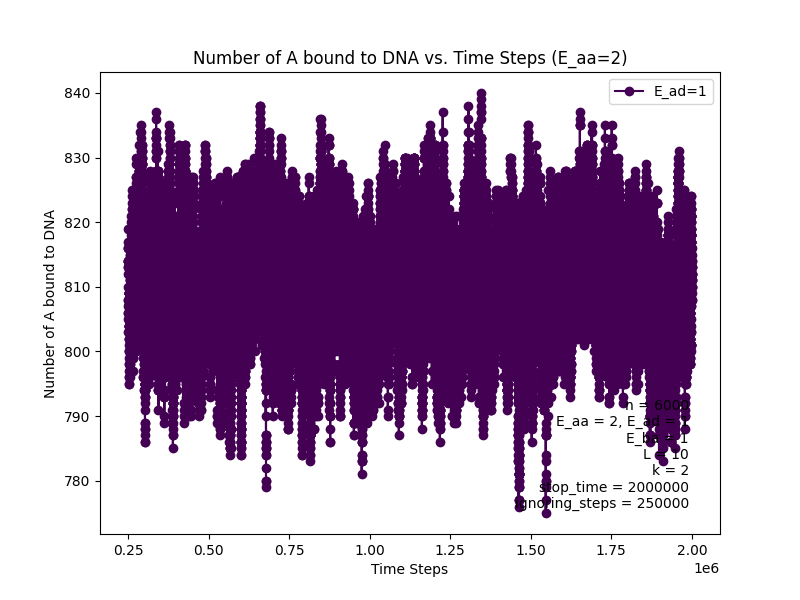 Number of A bound to DNA vs. Time Steps (E_aa=2)
E_ad=1
840
830
820
810
800
790
780
Number of A bound to DNA
n = 6000
E_aa = 2, E_ad =
E_ba = 1
L = 10
k = 2
stop_time = 2000000
ignoring_steps = 250000
0.25
0.50
0.75
1.00
1.25
1.50
1.75
2.00
1e6
Time Steps